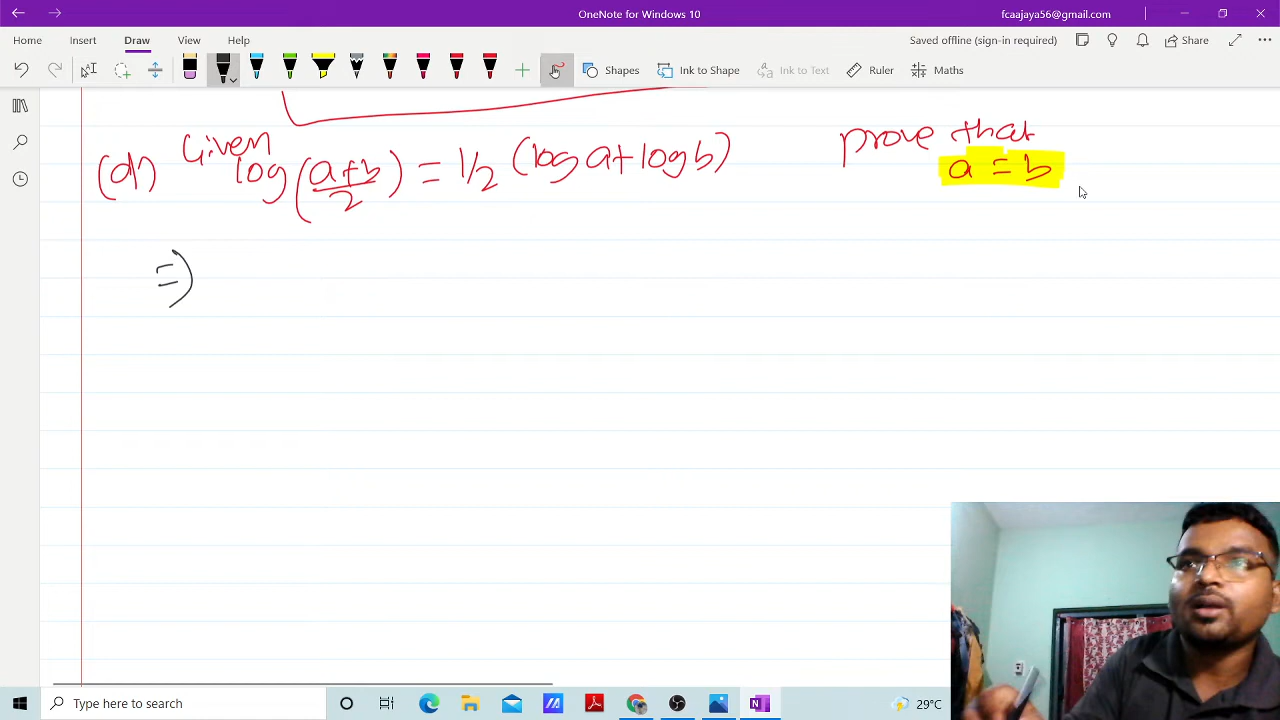 OneNote for Windows 10
fcaajaya56@gmail.com
Home Insert Draw View Help
Saved offline (sign-in required)
Share
Shapes
Ink to Shape
Ink to Text
Ruler
Maths
(d) Given log(a+b/2) = 1/2 (log a + log b)
prove that
a = b
=)
Type here to search
29°C